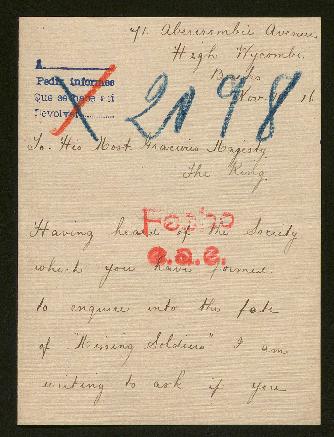 71. Abercrombie Avenue
High Wycombe.
Bucks
Nov. 16
A
Pedir informes
Que se
Devolver
2198
To. His Most Gracious Magesty
The King
Having heard of the Society
which you have formed
to enquire into the fate
of "Missing Soldiers" I am
writing to ask if you
Fecho
e.a.e.